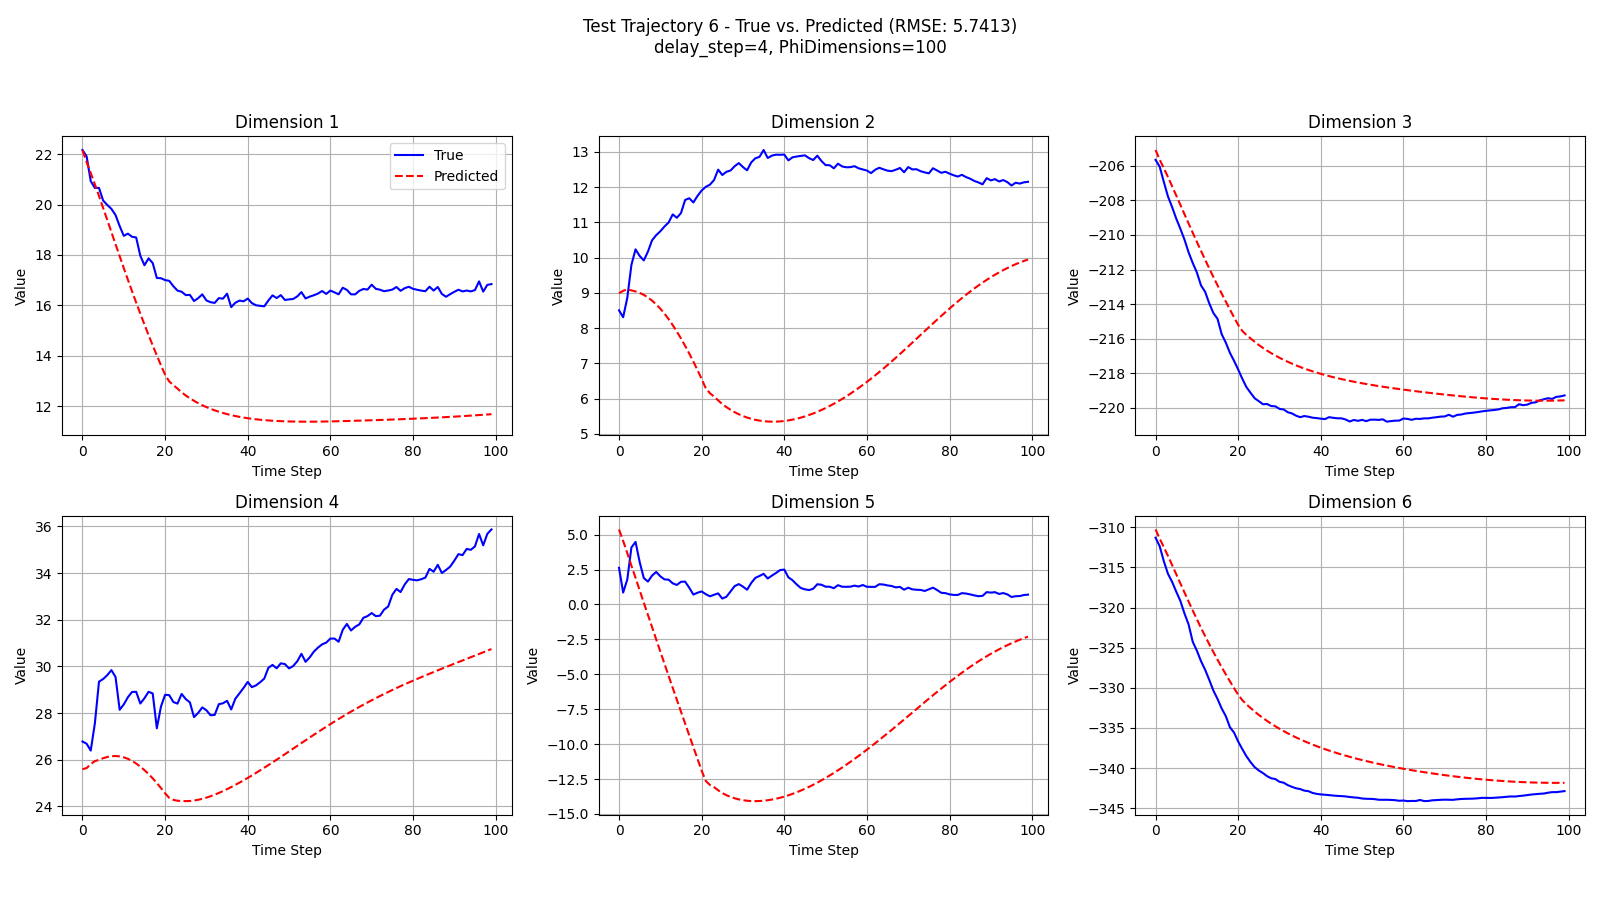 Test Trajectory 6 - True vs. Predicted (RMSE: 5.7413)
delay_step=4, PhiDimensions=100
Dimension 1
22
20
18
16
14
12
0 20 40 60 80 100
Value
Time Step
True
Predicted
Dimension 2
13
12
11
10
9
8
7
6
5
0 20 40 60 80 100
Value
Time Step
Dimension 3
−206
−208
−210
−212
−214
−216
−218
−220
0 20 40 60 80 100
Value
Time Step
Dimension 4
36
34
32
30
28
26
24
0 20 40 60 80 100
Value
Time Step
Dimension 5
5.0
2.5
0.0
−2.5
−5.0
−7.5
−10.0
−12.5
−15.0
0 20 40 60 80 100
Value
Time Step
Dimension 6
−310
−315
−320
−325
−330
−335
−340
−345
0 20 40 60 80 100
Value
Time Step